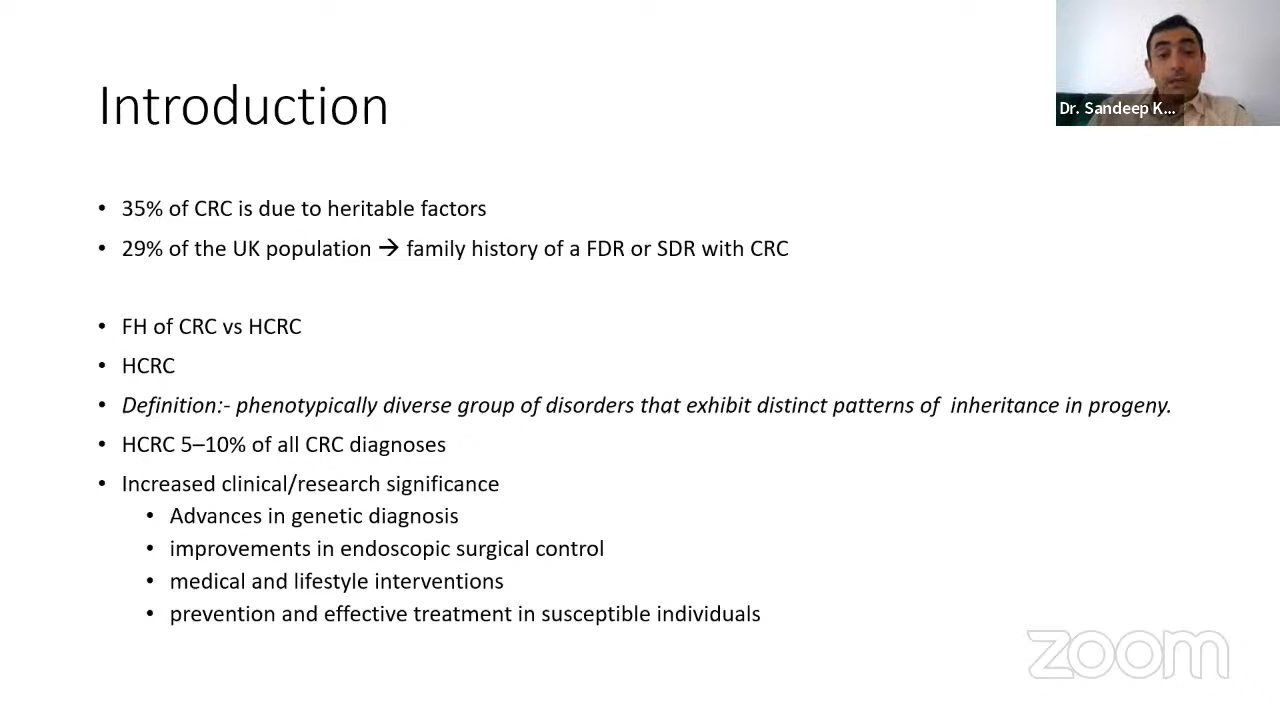 Introduction
Dr. Sandeep K...
• 35% of CRC is due to heritable factors
• 29% of the UK population → family history of a FDR or SDR with CRC
• FH of CRC vs HCRC
• HCRC
• Definition:- phenotypically diverse group of disorders that exhibit distinct patterns of inheritance in progeny.
• HCRC 5–10% of all CRC diagnoses
• Increased clinical/research significance
• Advances in genetic diagnosis
• improvements in endoscopic surgical control
• medical and lifestyle interventions
• prevention and effective treatment in susceptible individuals
zoom